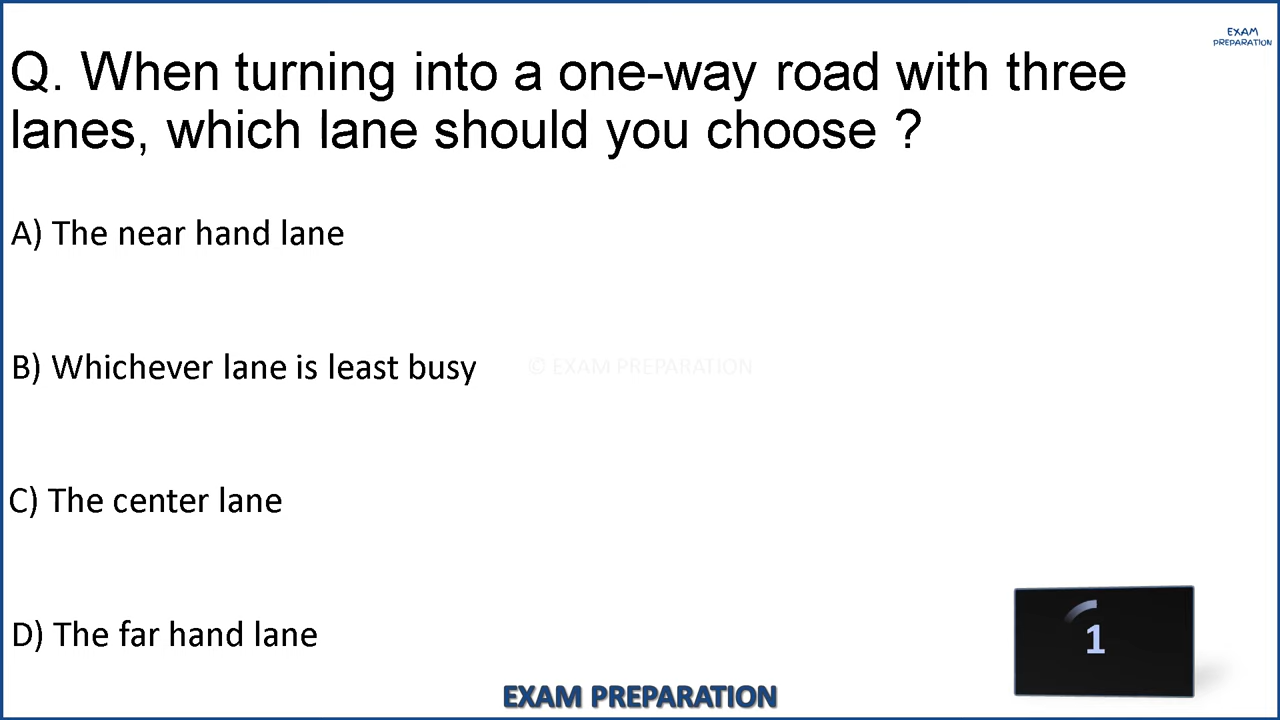 EXAM
PREPARATION
Q. When turning into a one-way road with three
lanes, which lane should you choose ?
A) The near hand lane
B) Whichever lane is least busy
© EXAM PREPARATION
C) The center lane
D) The far hand lane
1
EXAM PREPARATION